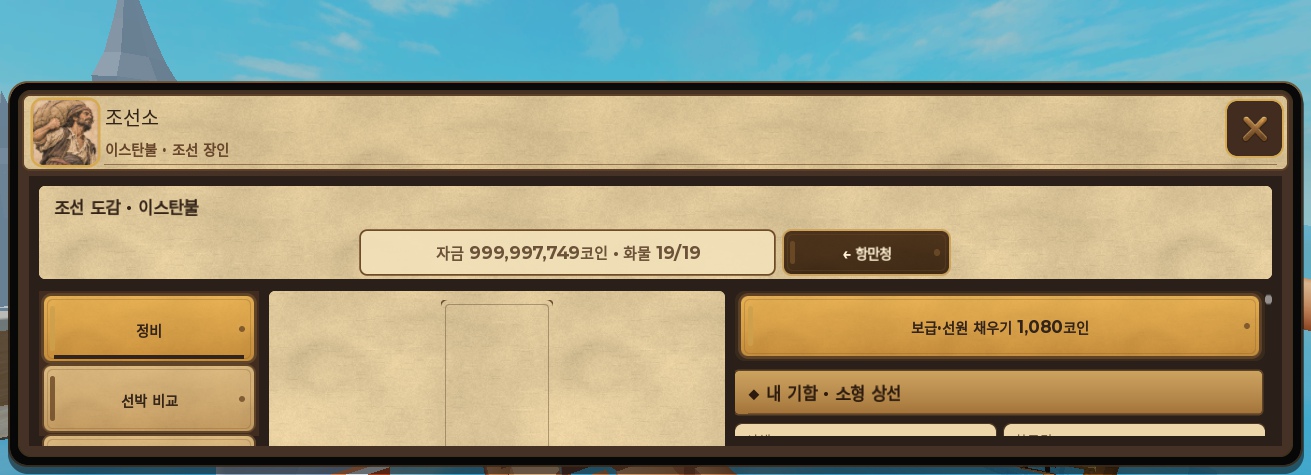 조선소
이스탄불 · 조선 장인
조선 도감 · 이스탄불
자금 999,997,749코인 · 화물 19/19
← 항만청
정비
선박 비교
보급·선원 채우기 1,080코인
◆ 내 기함 · 소형 상선